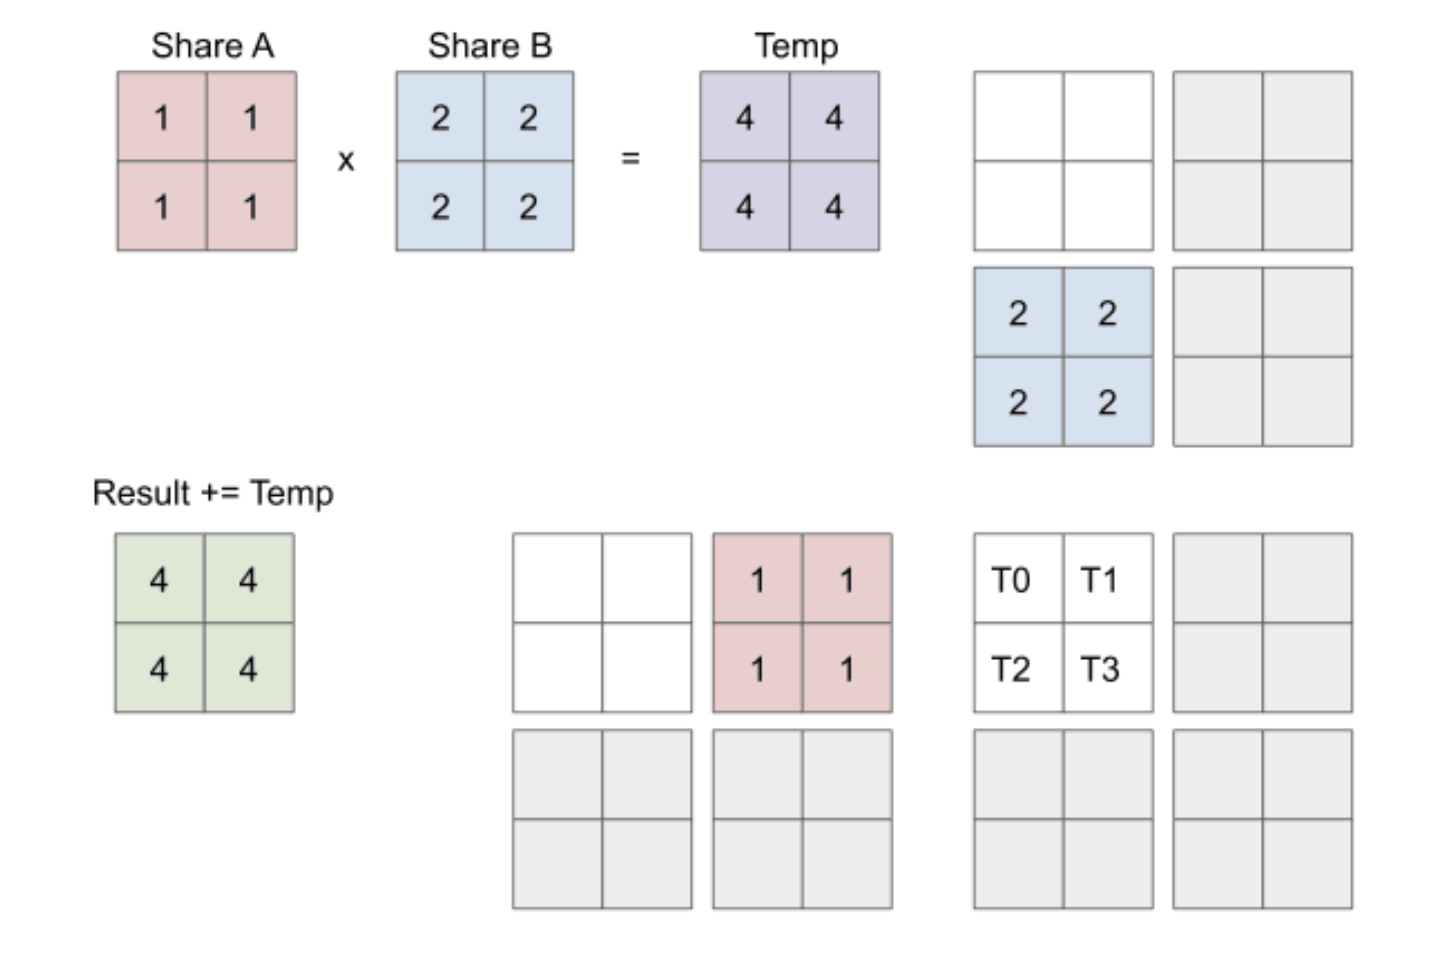 Share A Share B Temp
1 1 2 2 4 4
x =
1 1 2 2 4 4
2 2
2 2
Result += Temp
4 4 1 1 T0 T1
4 4 1 1 T2 T3